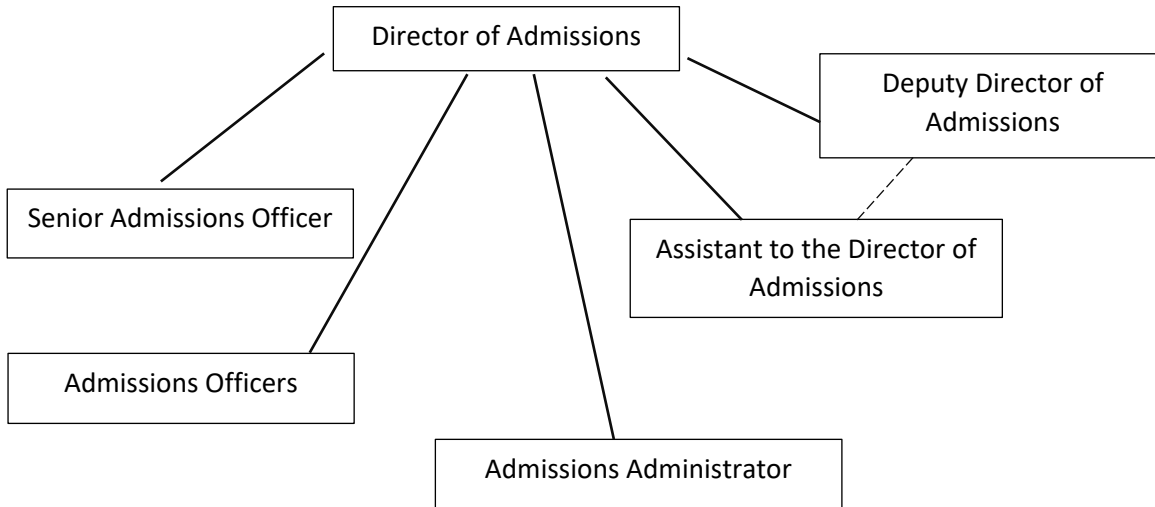 Director of Admissions
Deputy Director of
Admissions
Senior Admissions Officer
Assistant to the Director of
Admissions
Admissions Officers
Admissions Administrator